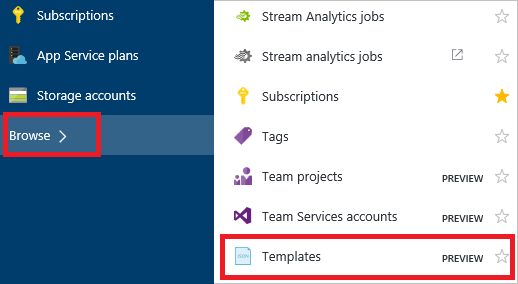 Subscriptions
App Service plans
Storage accounts
Browse
Stream Analytics jobs
Stream analytics jobs
Subscriptions
Tags
Team projects PREVIEW
Team Services accounts PREVIEW
JSON Templates PREVIEW